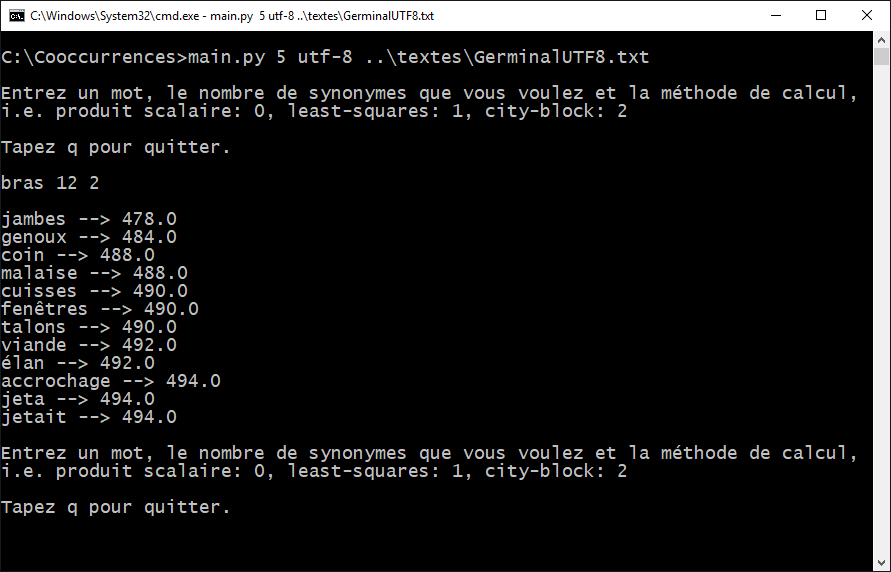 C:\Windows\System32\cmd.exe - main.py  5 utf-8 ..\textes\GerminalUTF8.txt
C:\Cooccurrences>main.py 5 utf-8 ..\textes\GerminalUTF8.txt
Entrez un mot, le nombre de synonymes que vous voulez et la méthode de calcul,
i.e. produit scalaire: 0, least-squares: 1, city-block: 2
Tapez q pour quitter.
bras 12 2
jambes --> 478.0
genoux --> 484.0
coin --> 488.0
malaise --> 488.0
cuisses --> 490.0
fenêtres --> 490.0
talons --> 490.0
viande --> 492.0
élan --> 492.0
accrochage --> 494.0
jeta --> 494.0
jetait --> 494.0
Entrez un mot, le nombre de synonymes que vous voulez et la méthode de calcul,
i.e. produit scalaire: 0, least-squares: 1, city-block: 2
Tapez q pour quitter.